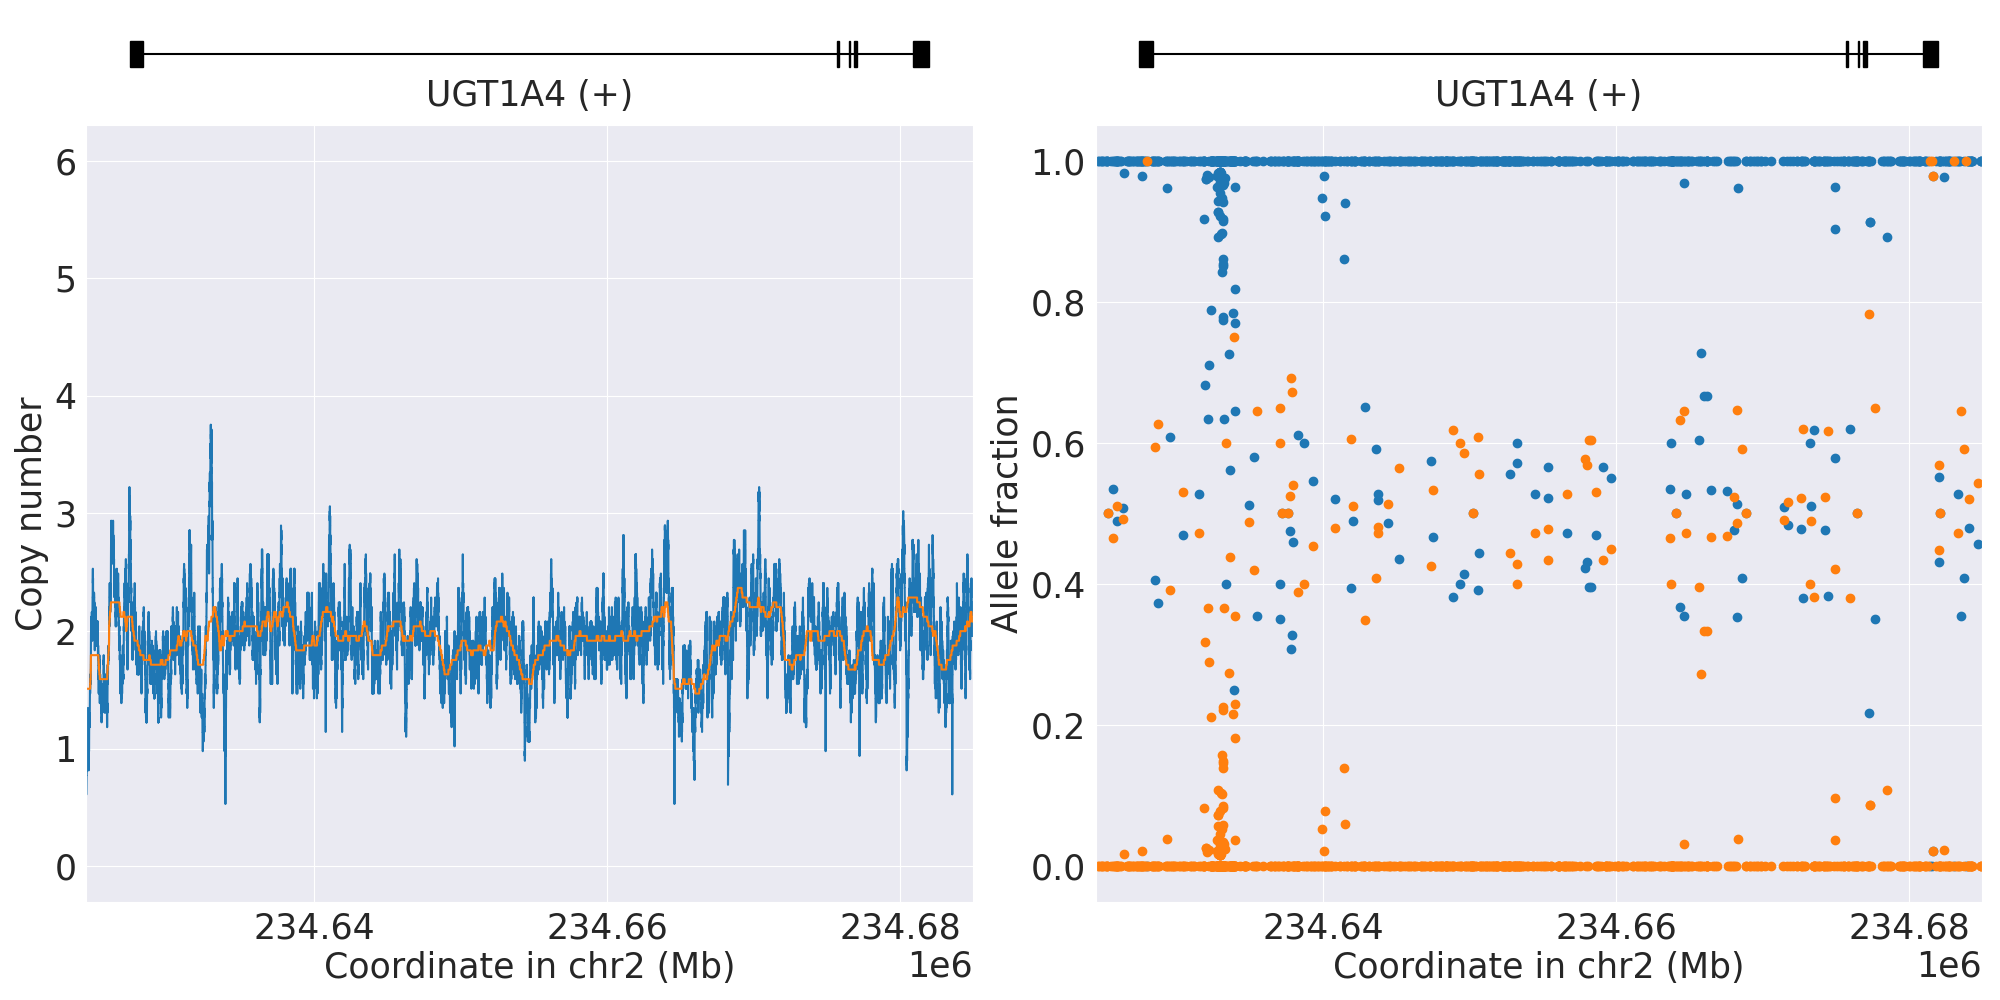 UGT1A4 (+)
6
5
4
3
2
1
0
Copy number
234.64
234.66
234.68
Coordinate in chr2 (Mb)
1e6
UGT1A4 (+)
1.0
0.8
0.6
0.4
0.2
0.0
Allele fraction
234.64
234.66
234.68
Coordinate in chr2 (Mb)
1e6